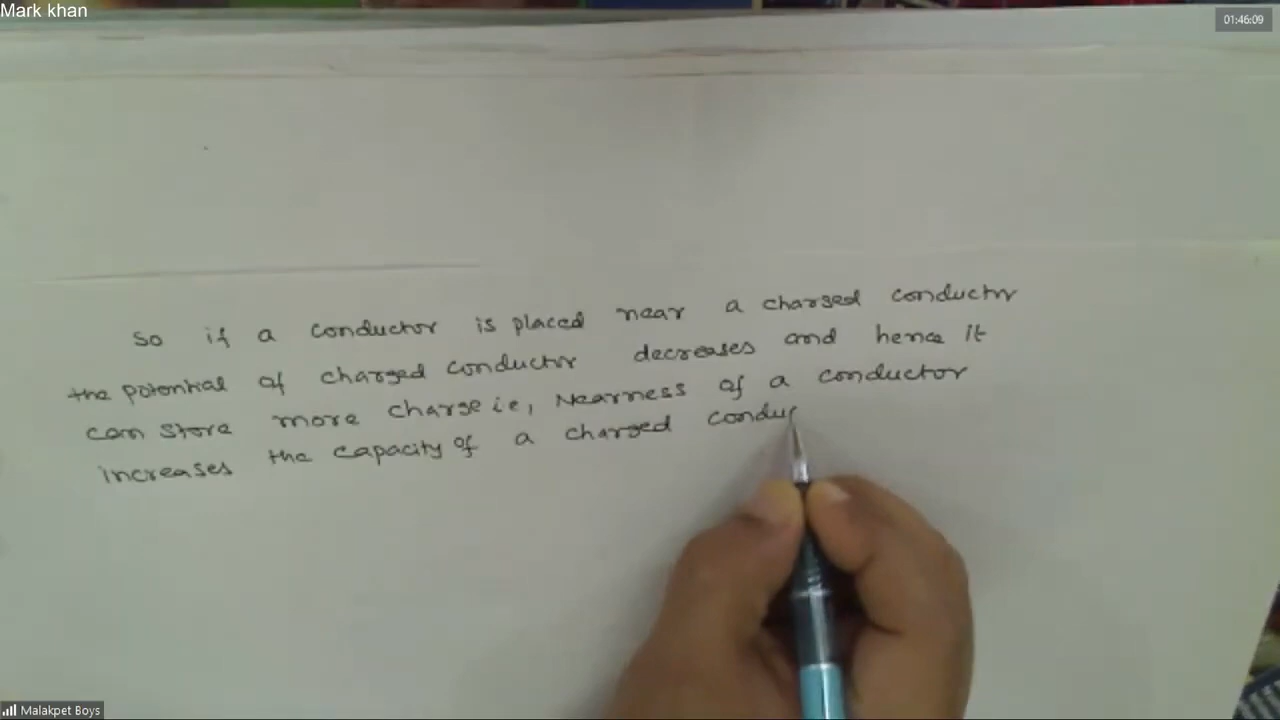 Mark khan
01:46:09
So if a conductor is placed near a charged conductor
the potential of charged conductor decreases and hence it
can store more charge ie, Nearness of a conductor
increases the capacity of a charged conduc
Malakpet Boys